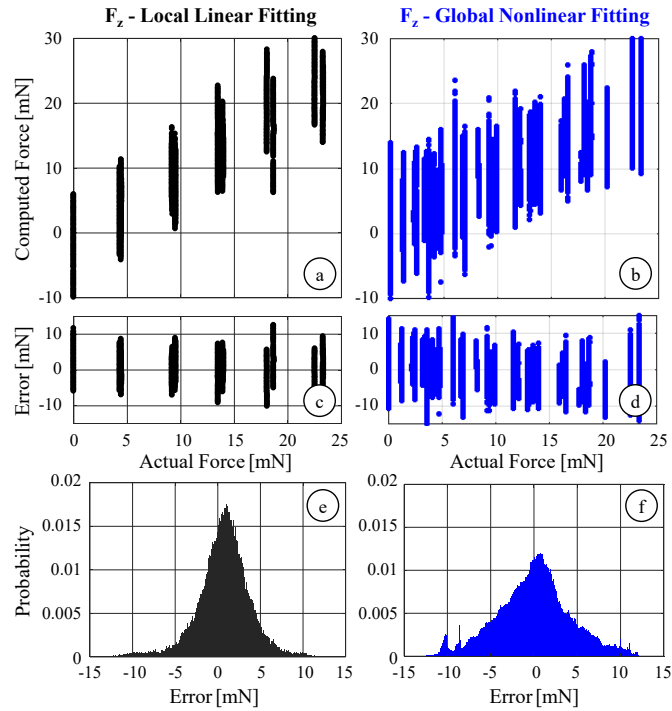 F_z - Local Linear Fitting
F_z - Global Nonlinear Fitting
Computed Force [mN]
30
20
10
0
-10
a
30
20
10
0
-10
b
Error [mN]
10
0
-10
c
0 5 10 15 20 25
Actual Force [mN]
10
0
-10
d
0 5 10 15 20 25
Actual Force [mN]
Probability
0.02
0.015
0.01
0.005
0
e
-15 -10 -5 0 5 10 15
Error [mN]
0.02
0.015
0.01
0.005
0
f
-15 -10 -5 0 5 10 15
Error [mN]